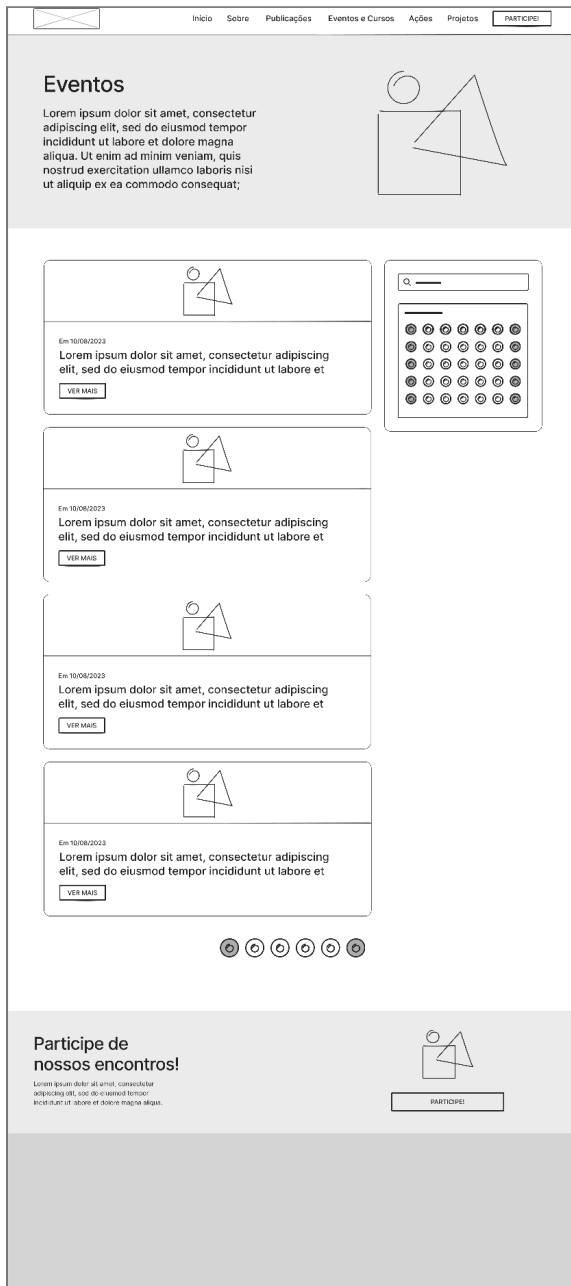 Início Sobre Publicações Eventos e Cursos Ações Projetos PARTICIPE!
Eventos
Lorem ipsum dolor sit amet, consectetur
adipiscing elit, sed do eiusmod tempor
incididunt ut labore et dolore magna
aliqua. Ut enim ad minim veniam, quis
nostrud exercitation ullamco laboris nisi
ut aliquip ex ea commodo consequat;
Em 10/08/2023
Lorem ipsum dolor sit amet, consectetur adipiscing
elit, sed do eiusmod tempor incididunt ut labore et
VER MAIS
Em 10/08/2023
Lorem ipsum dolor sit amet, consectetur adipiscing
elit, sed do eiusmod tempor incididunt ut labore et
VER MAIS
Em 10/08/2023
Lorem ipsum dolor sit amet, consectetur adipiscing
elit, sed do eiusmod tempor incididunt ut labore et
VER MAIS
Em 10/08/2023
Lorem ipsum dolor sit amet, consectetur adipiscing
elit, sed do eiusmod tempor incididunt ut labore et
VER MAIS
Participe de
nossos encontros!
Lorem ipsum dolor sit amet, consectetur
adipiscing elit, sed do eiusmod tempor
incididunt ut labore et dolore magna aliqua.
PARTICIPE!